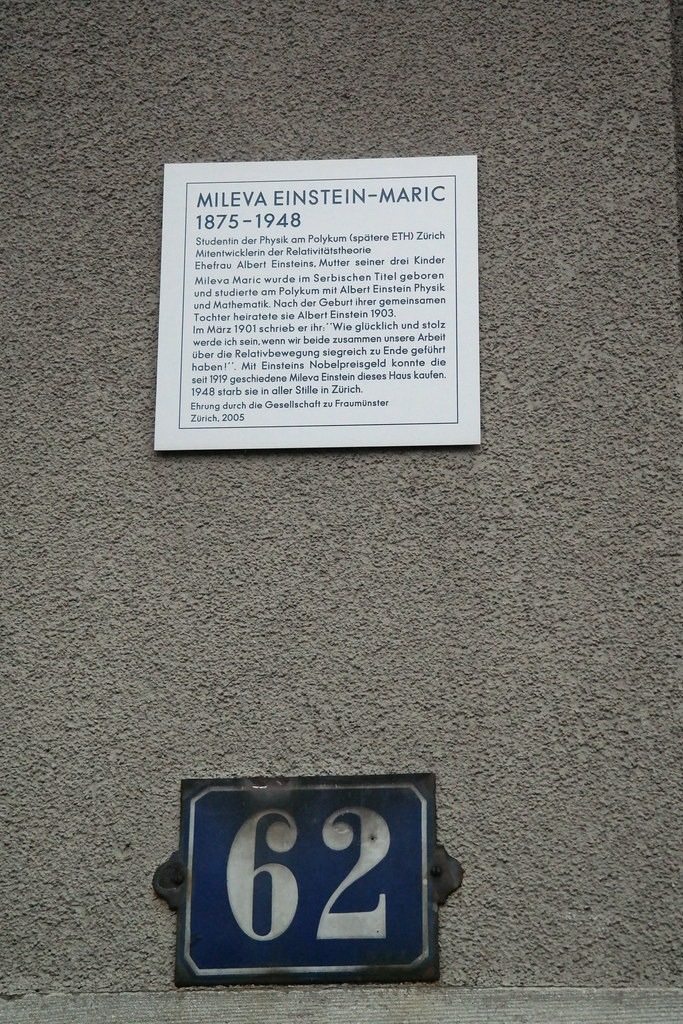 MILEVA EINSTEIN-MARIC
1875-1948
Studentin der Physik am Polykum (spätere ETH) Zürich
Mitentwicklerin der Relativitätstheorie
Ehefrau Albert Einsteins, Mutter seiner drei Kinder
Mileva Maric wurde im Serbischen Titel geboren
und studierte am Polykum mit Albert Einstein Physik
und Mathematik. Nach der Geburt ihrer gemeinsamen
Tochter heiratete sie Albert Einstein 1903.
Im März 1901 schrieb er ihr: "Wie glücklich und stolz
werde ich sein, wenn wir beide zusammen unsere Arbeit
über die Relativbewegung siegreich zu Ende geführt
haben!". Mit Einsteins Nobelpreisgeld konnte die
seit 1919 geschiedene Mileva Einstein dieses Haus kaufen.
1948 starb sie in aller Stille in Zürich.
Ehrung durch die Gesellschaft zu Fraumünster
Zürich, 2005
62